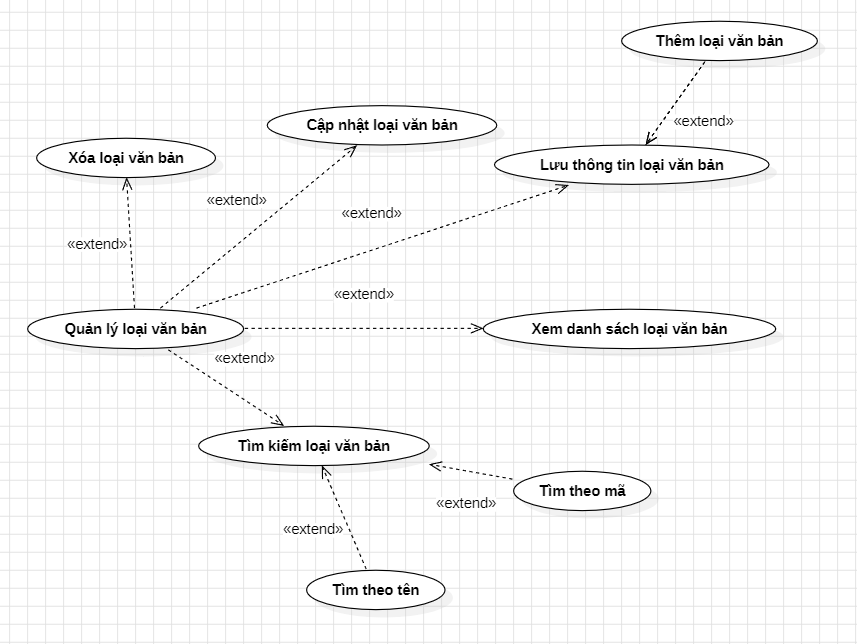 Thêm loại văn bản
«extend»
Cập nhật loại văn bản
Xóa loại văn bản
Lưu thông tin loại văn bản
«extend»
«extend»
«extend»
«extend»
Quản lý loại văn bản
Xem danh sách loại văn bản
«extend»
Tìm kiếm loại văn bản
Tìm theo mã
«extend»
«extend»
Tìm theo tên